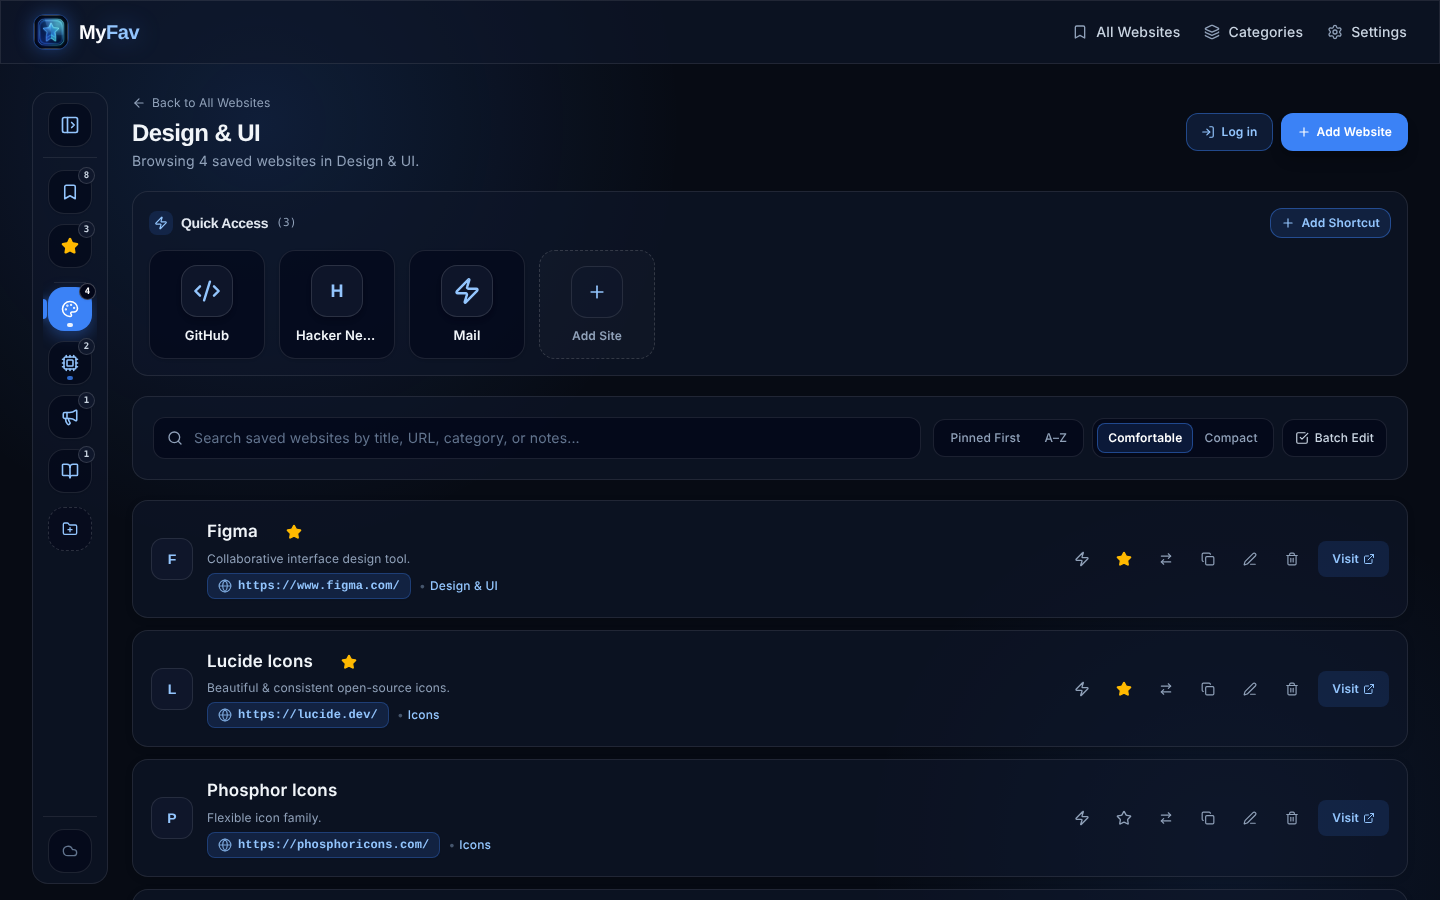 MyFav
All Websites
Categories
Settings
8
3
4
2
1
1
Back to All Websites
Design & UI
Browsing 4 saved websites in Design & UI.
Log in
Add Website
Quick Access (3)
Add Shortcut
GitHub
H
Hacker Ne...
Mail
Add Site
Search saved websites by title, URL, category, or notes...
Pinned First
A–Z
Comfortable
Compact
Batch Edit
F
Figma
Collaborative interface design tool.
https://www.figma.com/ • Design & UI
Visit
L
Lucide Icons
Beautiful & consistent open-source icons.
https://lucide.dev/ • Icons
Visit
P
Phosphor Icons
Flexible icon family.
https://phosphoricons.com/ • Icons
Visit